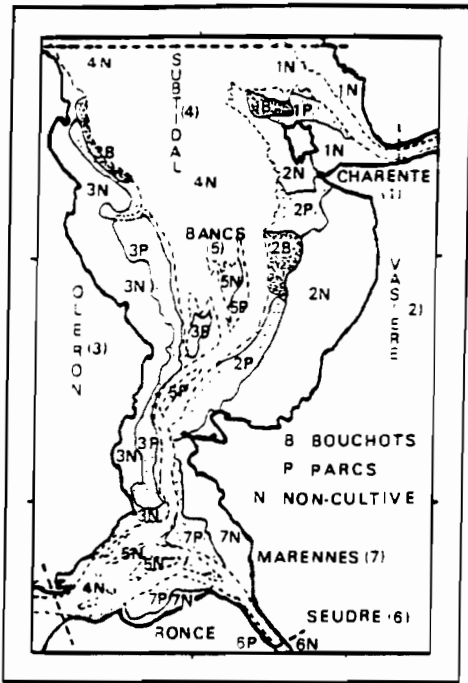 4N
SUBTIDAL
(4)
1N
1N
1P
1N
3B
3N
4N
2N
CHARENTE
(1)
2P
BANCS
(5)
2B
3P
3N
5N
5P
2N
VASIERE
(2)
OLERON
(3)
3B
2P
5P
3P
3N
B BOUCHOTS
P PARCS
N NON-CULTIVE
3N
7P
7N
5N
5N
MARENNES (7)
4N
7P
7N
SEUDRE (6)
RONCE
6P
6N